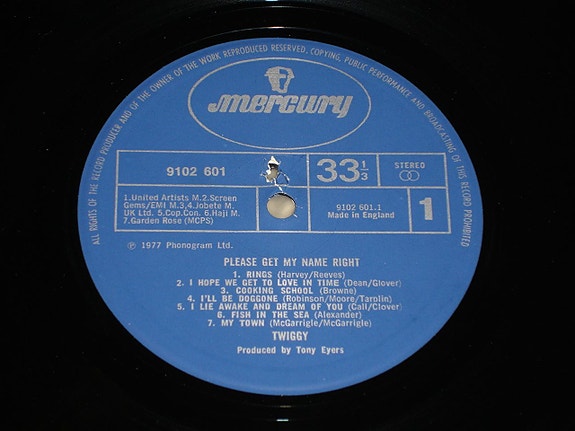 ALL RIGHTS OF THE RECORD PRODUCER AND OF THE OWNER OF THE WORK REPRODUCED RESERVED, COPYING, PUBLIC PERFORMANCE AND BROADCASTING OF THIS RECORD PROHIBITED
mercury
9102 601
33 1/3
STEREO
1.United Artists M.2.Screen
Gems/EMI M.3,4.Jobete M.
UK Ltd. 5.Cop.Con. 6.Haji M.
7.Garden Rose (MCPS)
9102 601.1
Made in England
1
℗ 1977 Phonogram Ltd.
PLEASE GET MY NAME RIGHT
1. RINGS (Harvey/Reeves)
2. I HOPE WE GET TO LOVE IN TIME (Dean/Glover)
3. COOKING SCHOOL (Browne)
4. I'LL BE DOGGONE (Robinson/Moore/Tarplin)
5. I LIE AWAKE AND DREAM OF YOU (Call/Glover)
6. FISH IN THE SEA (Alexander)
7. MY TOWN (McGarrigle/McGarrigle)
TWIGGY
Produced by Tony Eyers